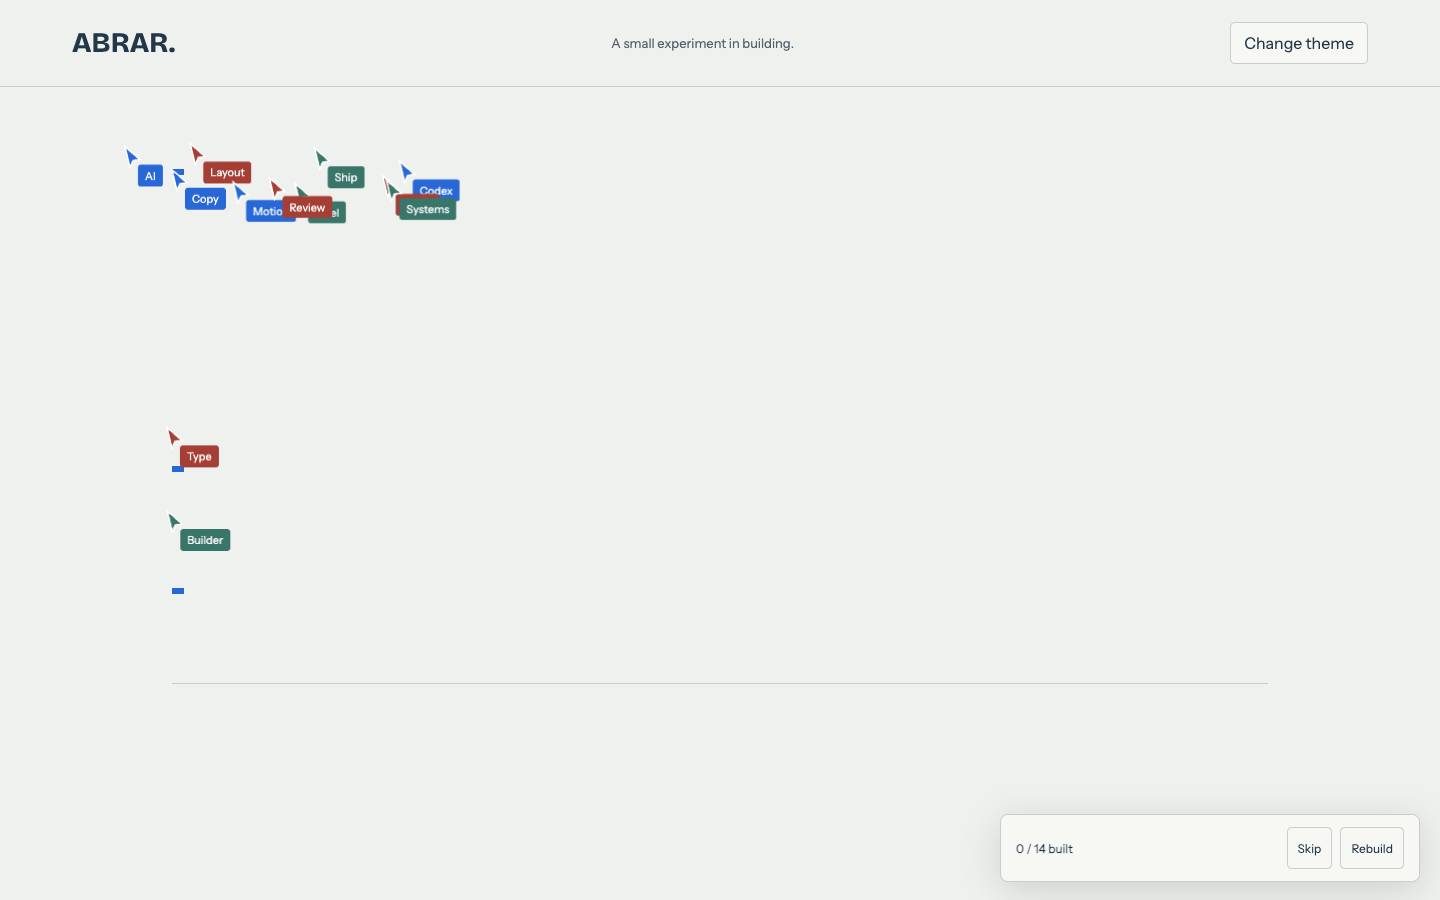 ABRAR.
A small experiment in building.
Change theme
AI
Layout
Ship
Copy
Codex
Review
Systems
Type
Builder
0 / 14 built
Skip
Rebuild